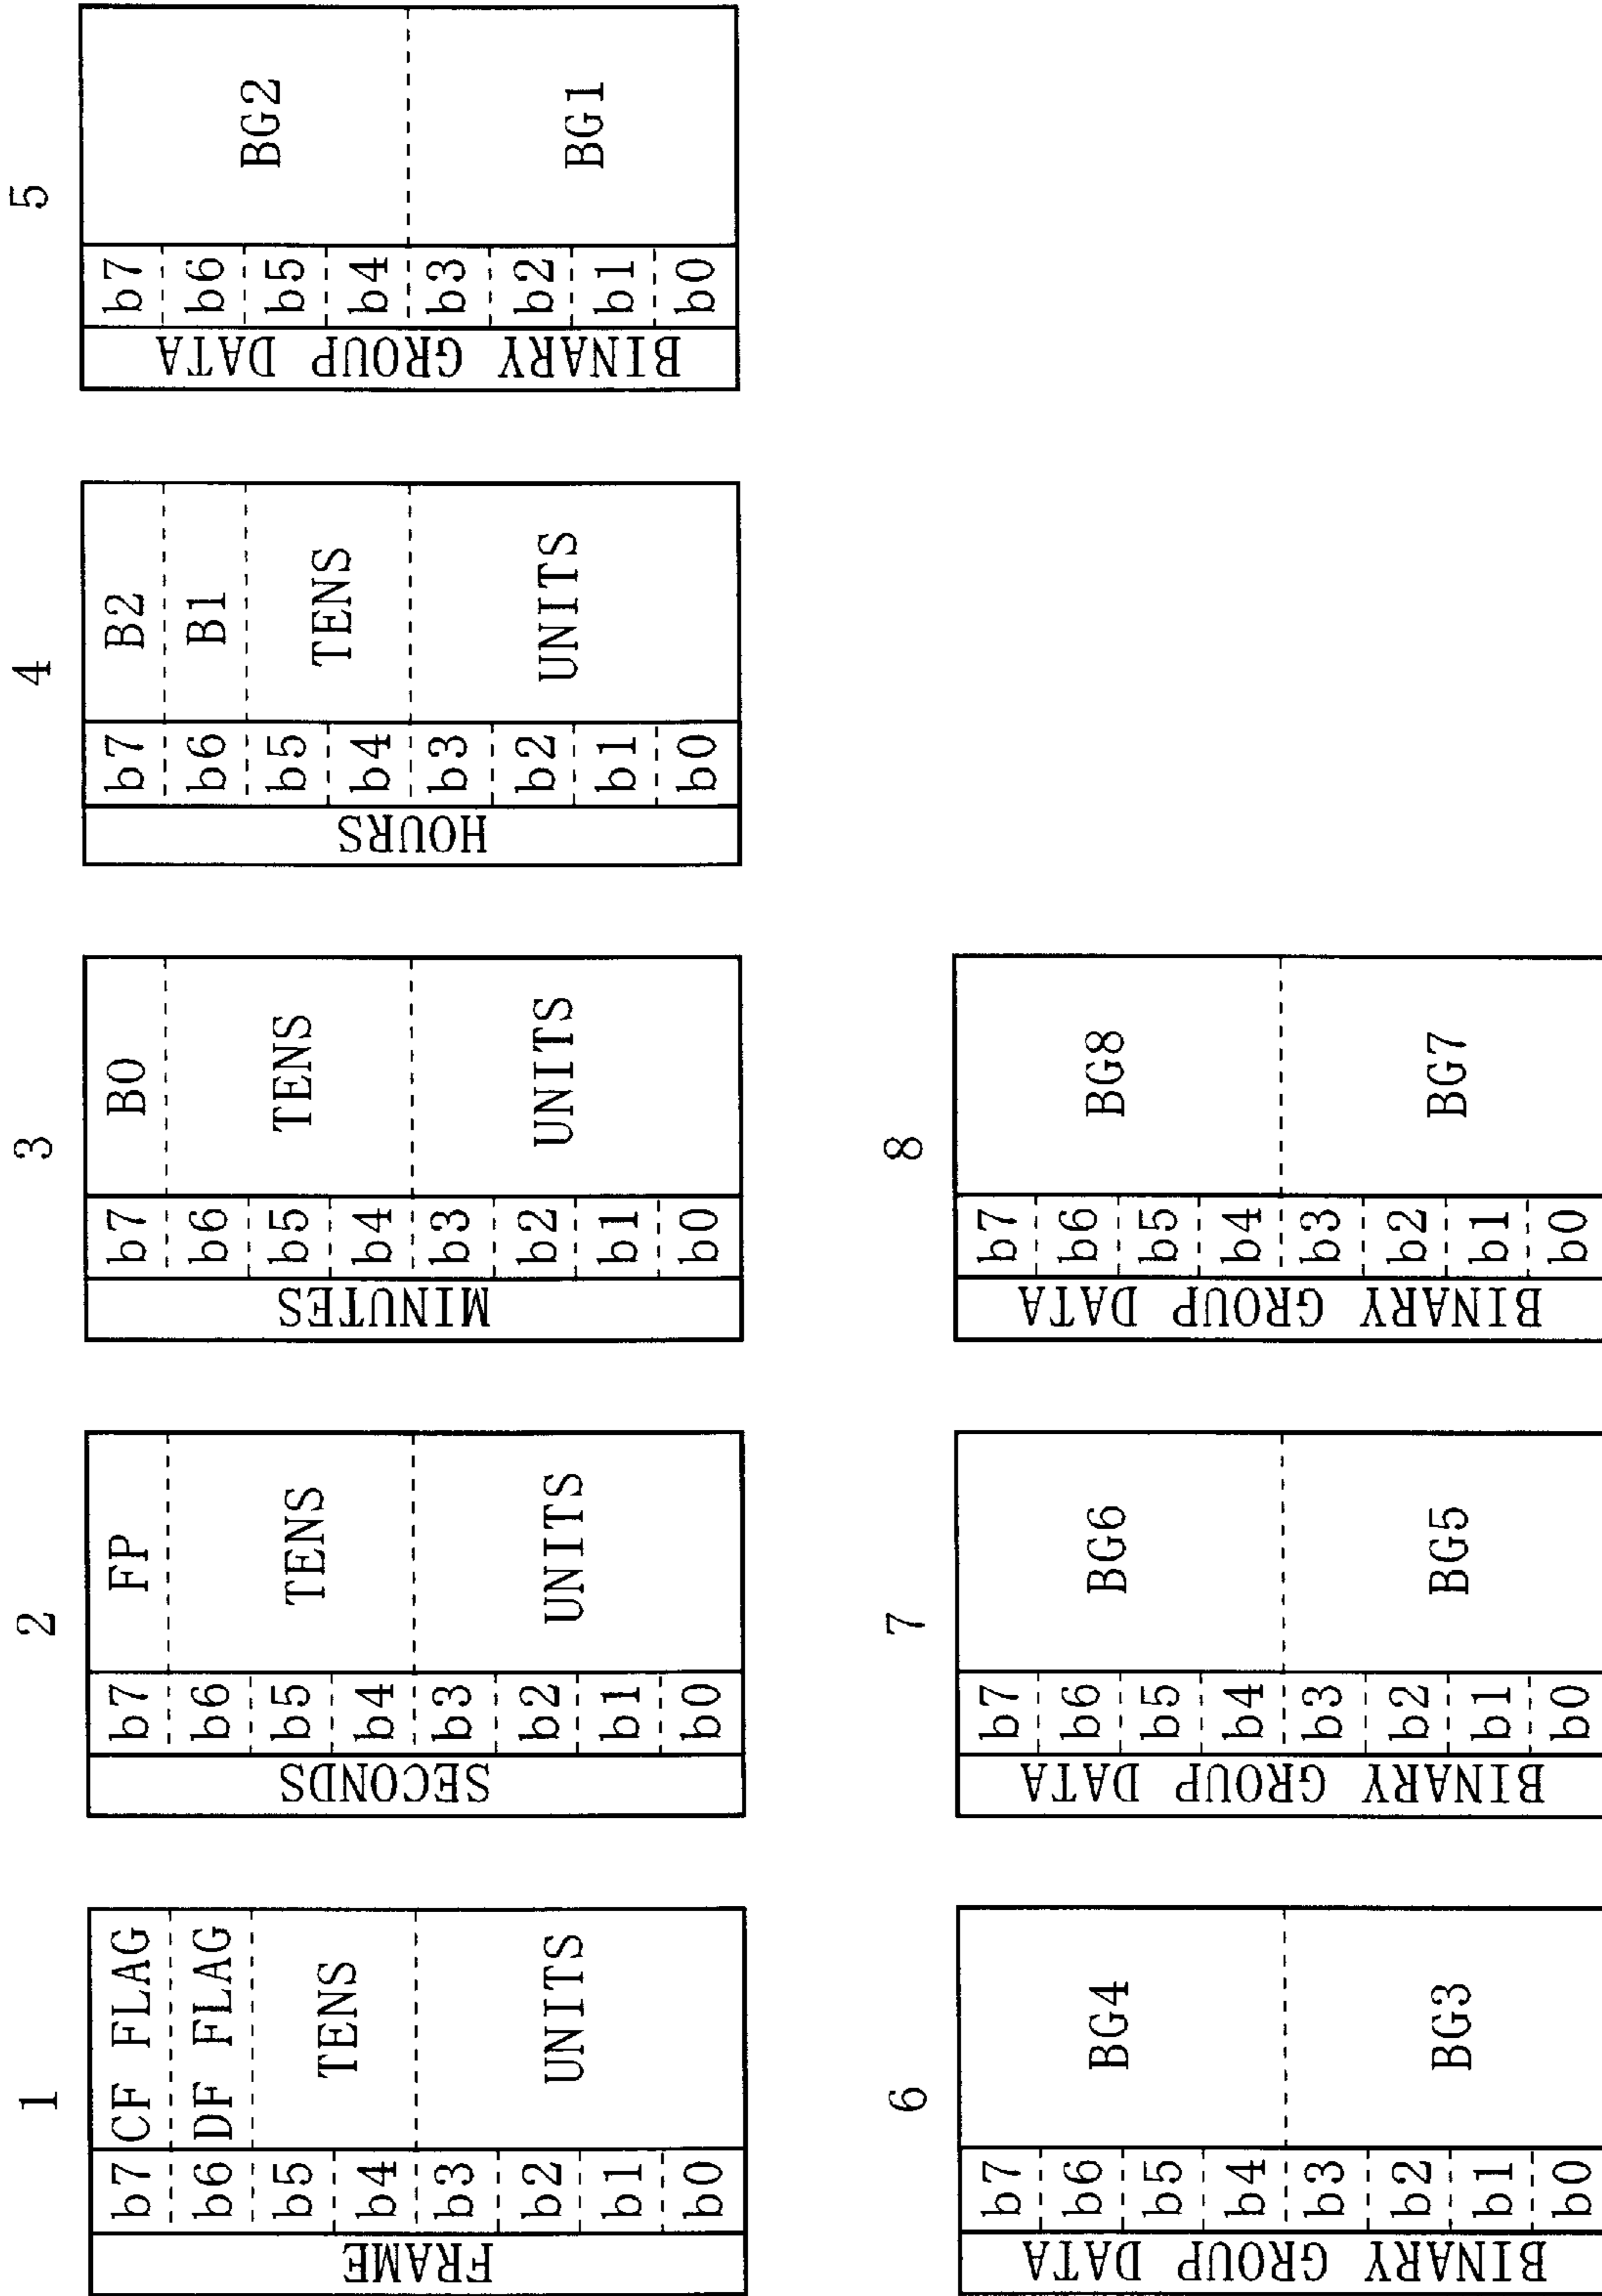 1
FRAME
b7 CF FLAG
b6 DF FLAG
b5
b4
TENS
b3
b2
b1
b0
UNITS
2
SECONDS
b7 FP
b6
b5
b4
TENS
b3
b2
b1
b0
UNITS
3
MINUTES
b7 BO
b6
b5
b4
TENS
b3
b2
b1
b0
UNITS
4
HOURS
b7 B2
b6 B1
b5
b4
TENS
b3
b2
b1
b0
UNITS
5
BINARY GROUP DATA
b7
b6
b5
b4
BG2
b3
b2
b1
b0
BG1
6
BINARY GROUP DATA
b7
b6
b5
b4
BG4
b3
b2
b1
b0
BG3
7
BINARY GROUP DATA
b7
b6
b5
b4
BG6
b3
b2
b1
b0
BG5
8
BINARY GROUP DATA
b7
b6
b5
b4
BG8
b3
b2
b1
b0
BG7